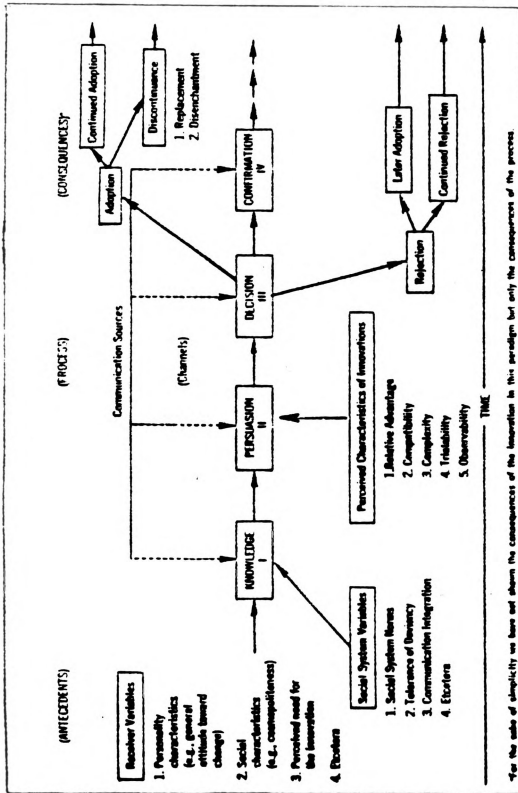 (ANTECEDENTS)
(PROCESS)
(CONSEQUENCES)*
Receiver Variables
1. Personality
characteristics
(e.g., general
attitude toward
change)
2. Social
characteristics
(e.g., cosmopoliteness)
3. Perceived need for
the innovation
4. Etcetera
Social System Variables
1. Social System Norms
2. Tolerance of Deviancy
3. Communication Integration
4. Etcetera
Communication Sources
(Channels)
KNOWLEDGE
I
PERSUASION
II
DECISION
III
CONFIRMATION
IV
Perceived Characteristics of Innovations
1. Relative Advantage
2. Compatibility
3. Complexity
4. Trialability
5. Observability
Adoption
Continued Adoption
Discontinuance
1. Replacement
2. Disenchantment
Rejection
Later Adoption
Continued Rejection
TIME
*For the sake of simplicity we have not shown the consequences of the innovation in this paradigm but only the consequences of the process.